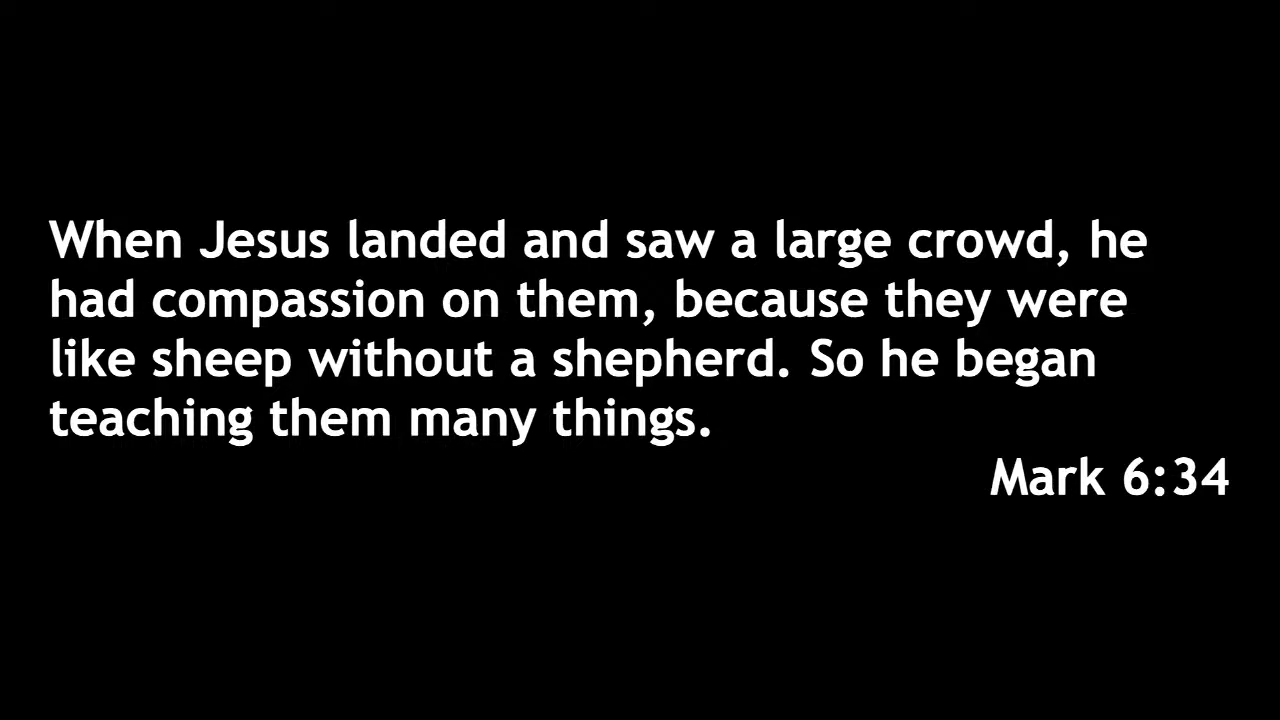 When Jesus landed and saw a large crowd, he
had compassion on them, because they were
like sheep without a shepherd. So he began
teaching them many things.
Mark 6:34